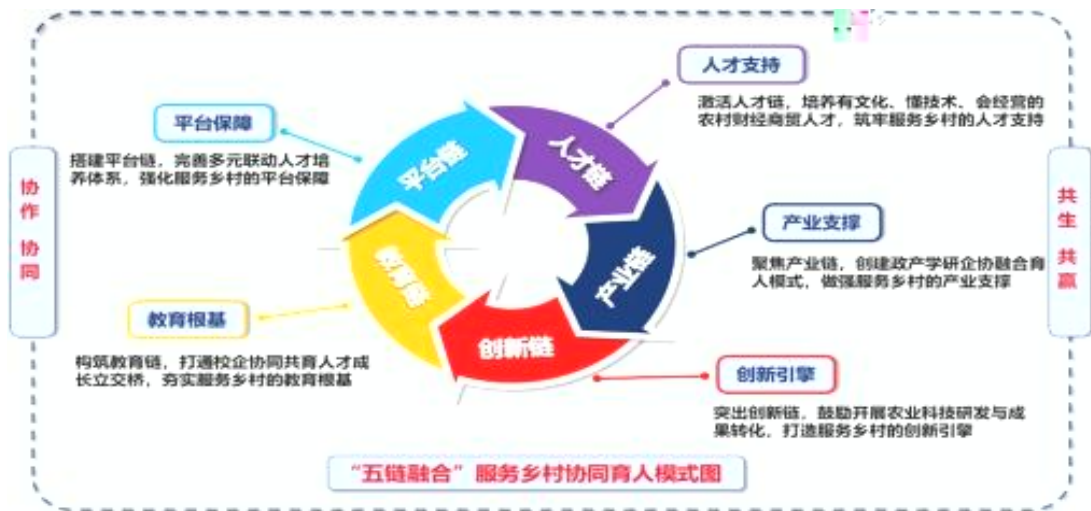 人才支持
激活人才链，培养有文化、懂技术、会经营的
农村财经商贸人才，筑牢服务乡村的人才支持
平台保障
搭建平台链，完善多元联动人才培
养体系，强化服务乡村的平台保障
平台链
人才链
协作 协同
共生 共赢
产业支撑
聚焦产业链，创建政产学研企协融合育
人模式，做强服务乡村的产业支撑
教育链
产业链
创新链
教育根基
构筑教育链，打通校企协同共育人才成
长立交桥，夯实服务乡村的教育根基
创新引擎
突出创新链，鼓励开展农业科技研发与成
果转化，打造服务乡村的创新引擎
“五链融合”服务乡村协同育人模式图